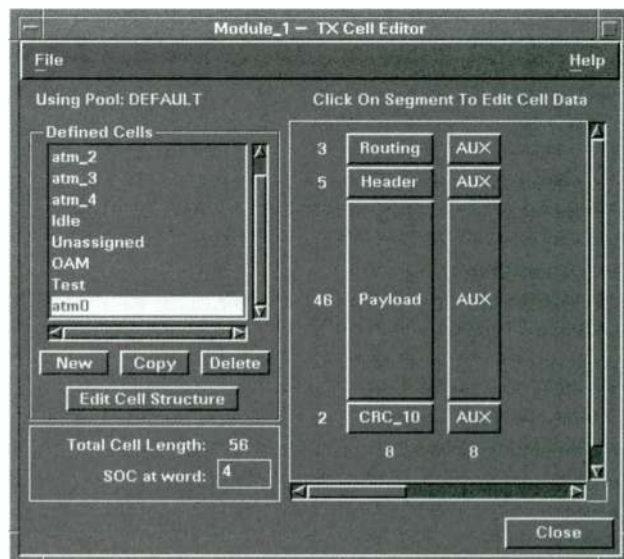 Module_1 — TX Cell Editor
File Help
Using Pool: DEFAULT
Click On Segment To Edit Cell Data
Defined Cells
atm_2
atm_3
atm_4
Idle
Unassigned
OAM
Test
atm0
New Copy Delete
Edit Cell Structure
Total Cell Length: 56
SOC at word: 4
3 Routing AUX
5 Header AUX
46 Payload AUX
2 CRC_10 AUX
8 8
Close